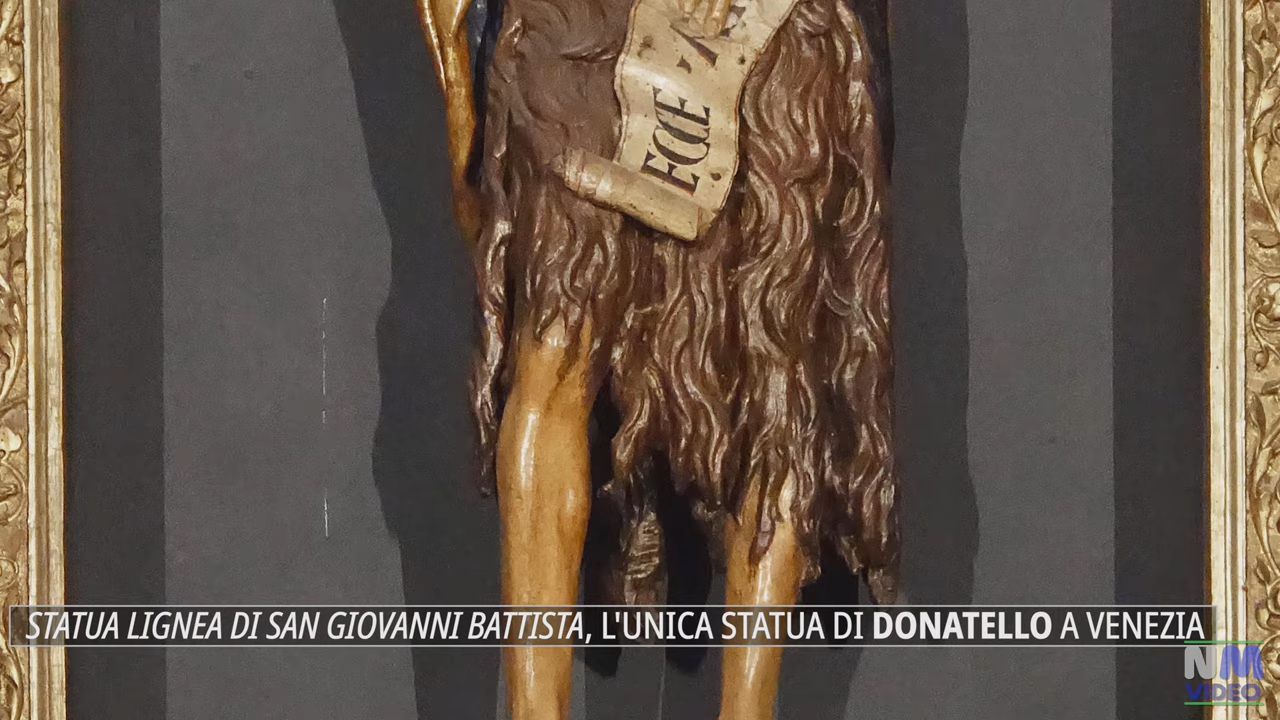 ECCE · A
STATUA LIGNEA DI SAN GIOVANNI BATTISTA, L'UNICA STATUA DI DONATELLO A VENEZIA
NM
VIDEO